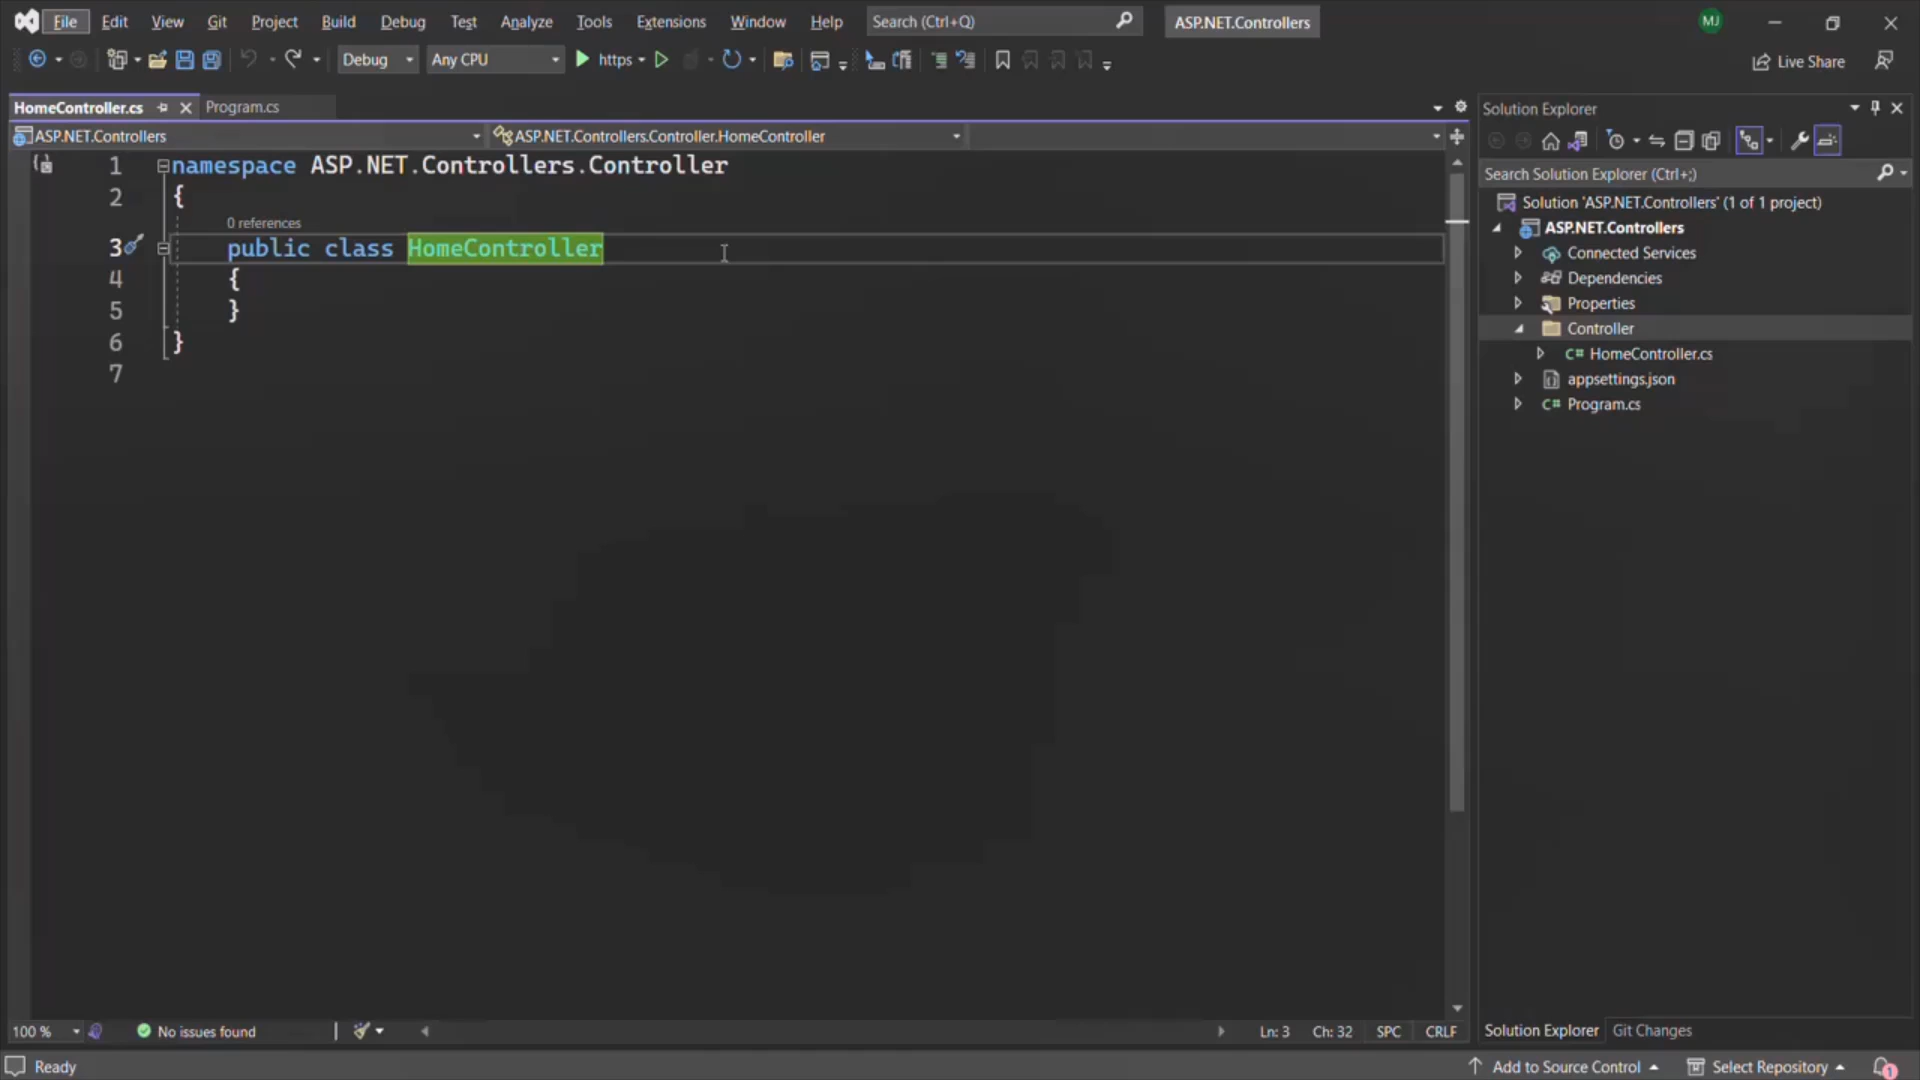 File Edit View Git Project Build Debug Test Analyze Tools Extensions Window Help Search (Ctrl+Q) ASP.NET.Controllers MJ
Debug Any CPU https Live Share
HomeController.cs Program.cs
ASP.NET.Controllers ASP.NET.Controllers.Controller.HomeController
1 namespace ASP.NET.Controllers.Controller
2 {
0 references
3 public class HomeController
4 {
5 }
6 }
7
100 % No issues found Ln: 3 Ch: 32 SPC CRLF
Solution Explorer
Search Solution Explorer (Ctrl+;)
Solution 'ASP.NET.Controllers' (1 of 1 project)
ASP.NET.Controllers
Connected Services
Dependencies
Properties
Controller
C# HomeController.cs
appsettings.json
C# Program.cs
Solution Explorer Git Changes
Ready Add to Source Control Select Repository 1